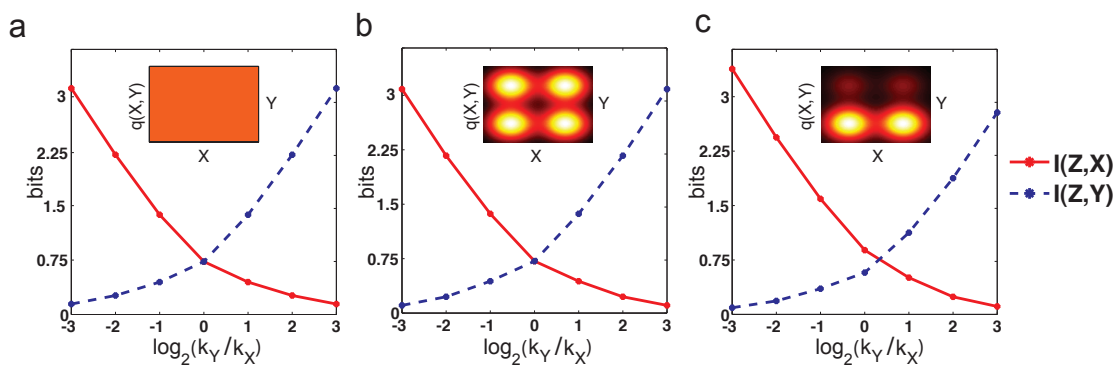 a
b
c
q(X,Y)
Y
X
bits
3
2.25
1.5
0.75
0
-3 -2 -1 0 1 2 3
log2(kY/kX)
q(X,Y)
Y
X
bits
3
2.25
1.5
0.75
0
-3 -2 -1 0 1 2 3
log2(kY/kX)
q(X,Y)
Y
X
bits
3
2.25
1.5
0.75
0
-3 -2 -1 0 1 2 3
log2(kY/kX)
I(Z,X)
I(Z,Y)